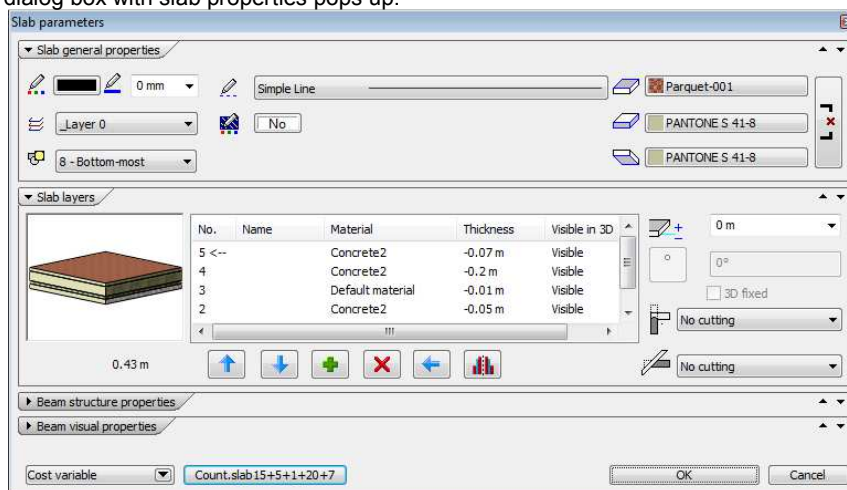 dialog box with slab properties pops up.
Slab parameters
Slab general properties
0 mm
Simple Line
Parquet-001
_Layer 0
No
PANTONE S 41-8
8 - Bottom-most
PANTONE S 41-8
Slab layers
No. Name Material Thickness Visible in 3D
5 <-- Concrete2 -0.07 m Visible
4 Concrete2 -0.2 m Visible
3 Default material -0.01 m Visible
2 Concrete2 -0.05 m Visible
0 m
0°
3D fixed
No cutting
0.43 m
No cutting
Beam structure properties
Beam visual properties
Cost variable
Count.slab15+5+1+20+7
OK
Cancel